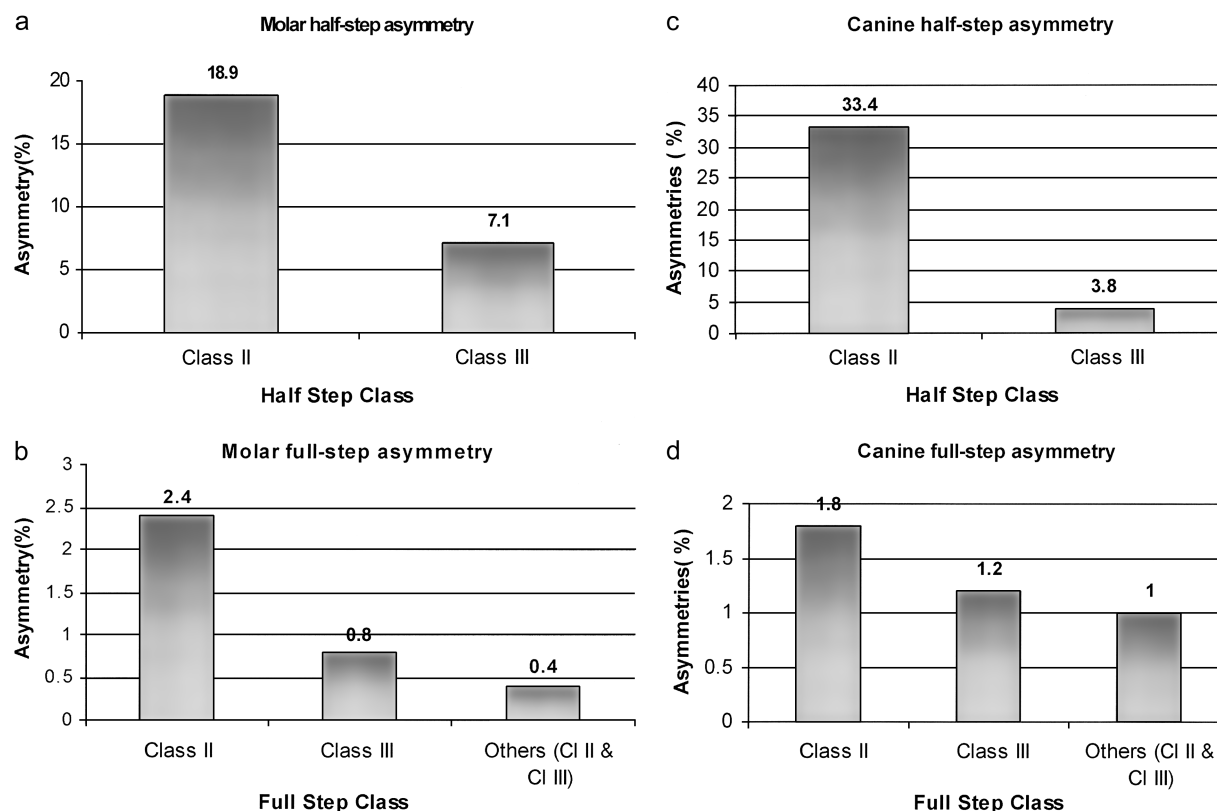 a
Molar half-step asymmetry
Asymmetry(%)
20
15
10
5
0
18.9
7.1
Class II
Class III
Half Step Class
c
Canine half-step asymmetry
Asymmetries ( %)
40
35
30
25
20
15
10
5
0
33.4
3.8
Class II
Class III
Half Step Class
b
Molar full-step asymmetry
Asymmetry(%)
3
2.5
2
1.5
1
0.5
0
2.4
0.8
0.4
Class II
Class III
Others (Cl II &
Cl III)
Full Step Class
d
Canine full-step asymmetry
Asymmetries( %)
2
1.5
1
0.5
0
1.8
1.2
1
Class II
Class III
Others (Cl II &
Cl III)
Full Step Class